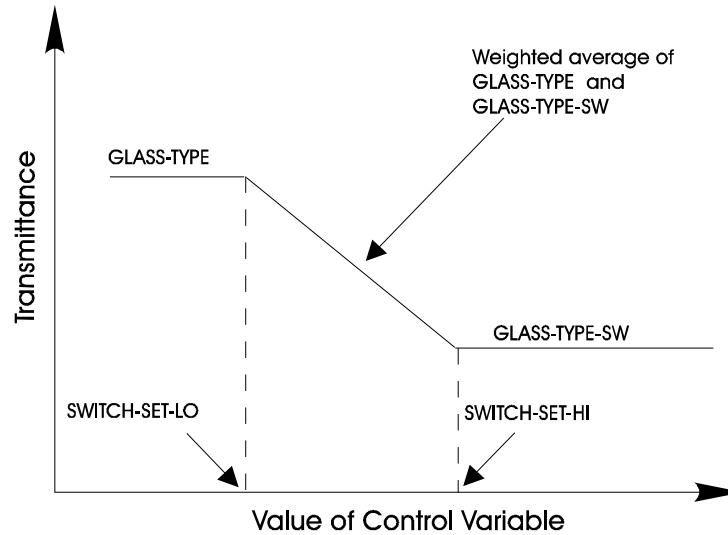 Weighted average of
GLASS-TYPE and
GLASS-TYPE-SW
GLASS-TYPE
Transmittance
GLASS-TYPE-SW
SWITCH-SET-LO
SWITCH-SET-HI
Value of Control Variable